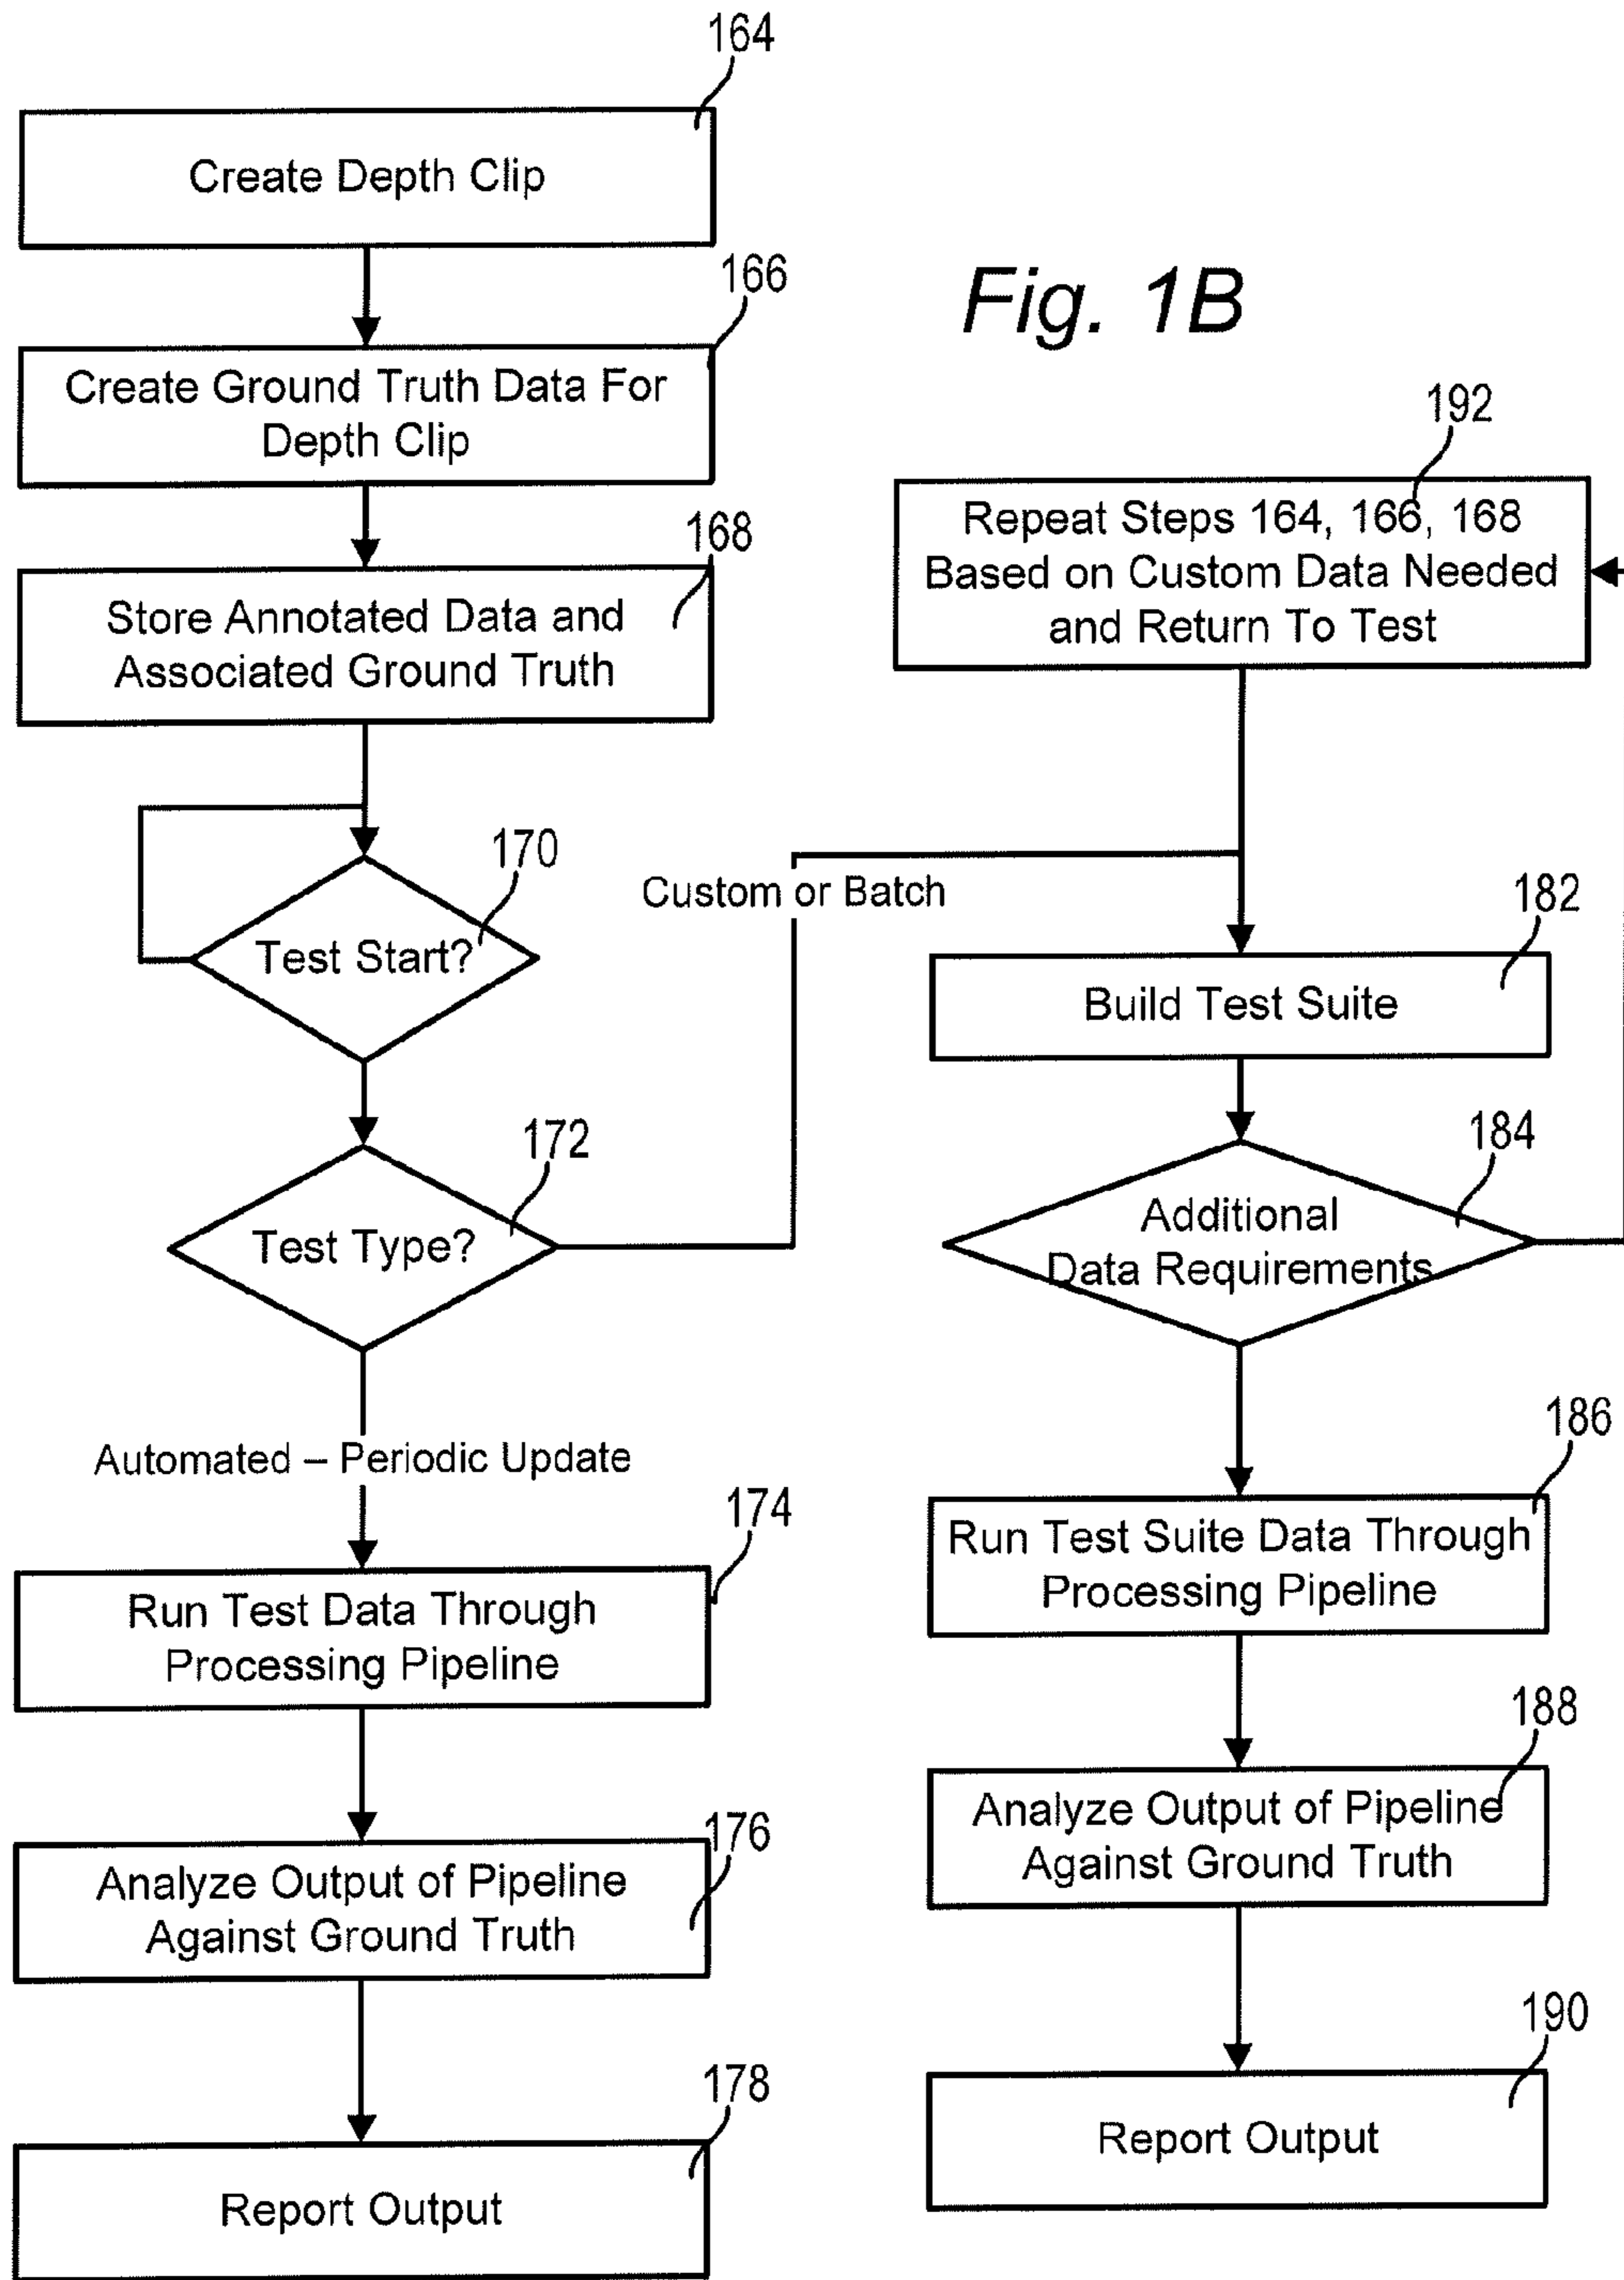 164
Create Depth Clip
166
Create Ground Truth Data For
Depth Clip
168
Store Annotated Data and
Associated Ground Truth
170
Test Start?
172
Test Type?
Automated – Periodic Update
174
Run Test Data Through
Processing Pipeline
176
Analyze Output of Pipeline
Against Ground Truth
178
Report Output
Fig. 1B
192
Repeat Steps 164, 166, 168
Based on Custom Data Needed
and Return To Test
Custom or Batch
182
Build Test Suite
184
Additional
Data Requirements
186
Run Test Suite Data Through
Processing Pipeline
188
Analyze Output of Pipeline
Against Ground Truth
190
Report Output